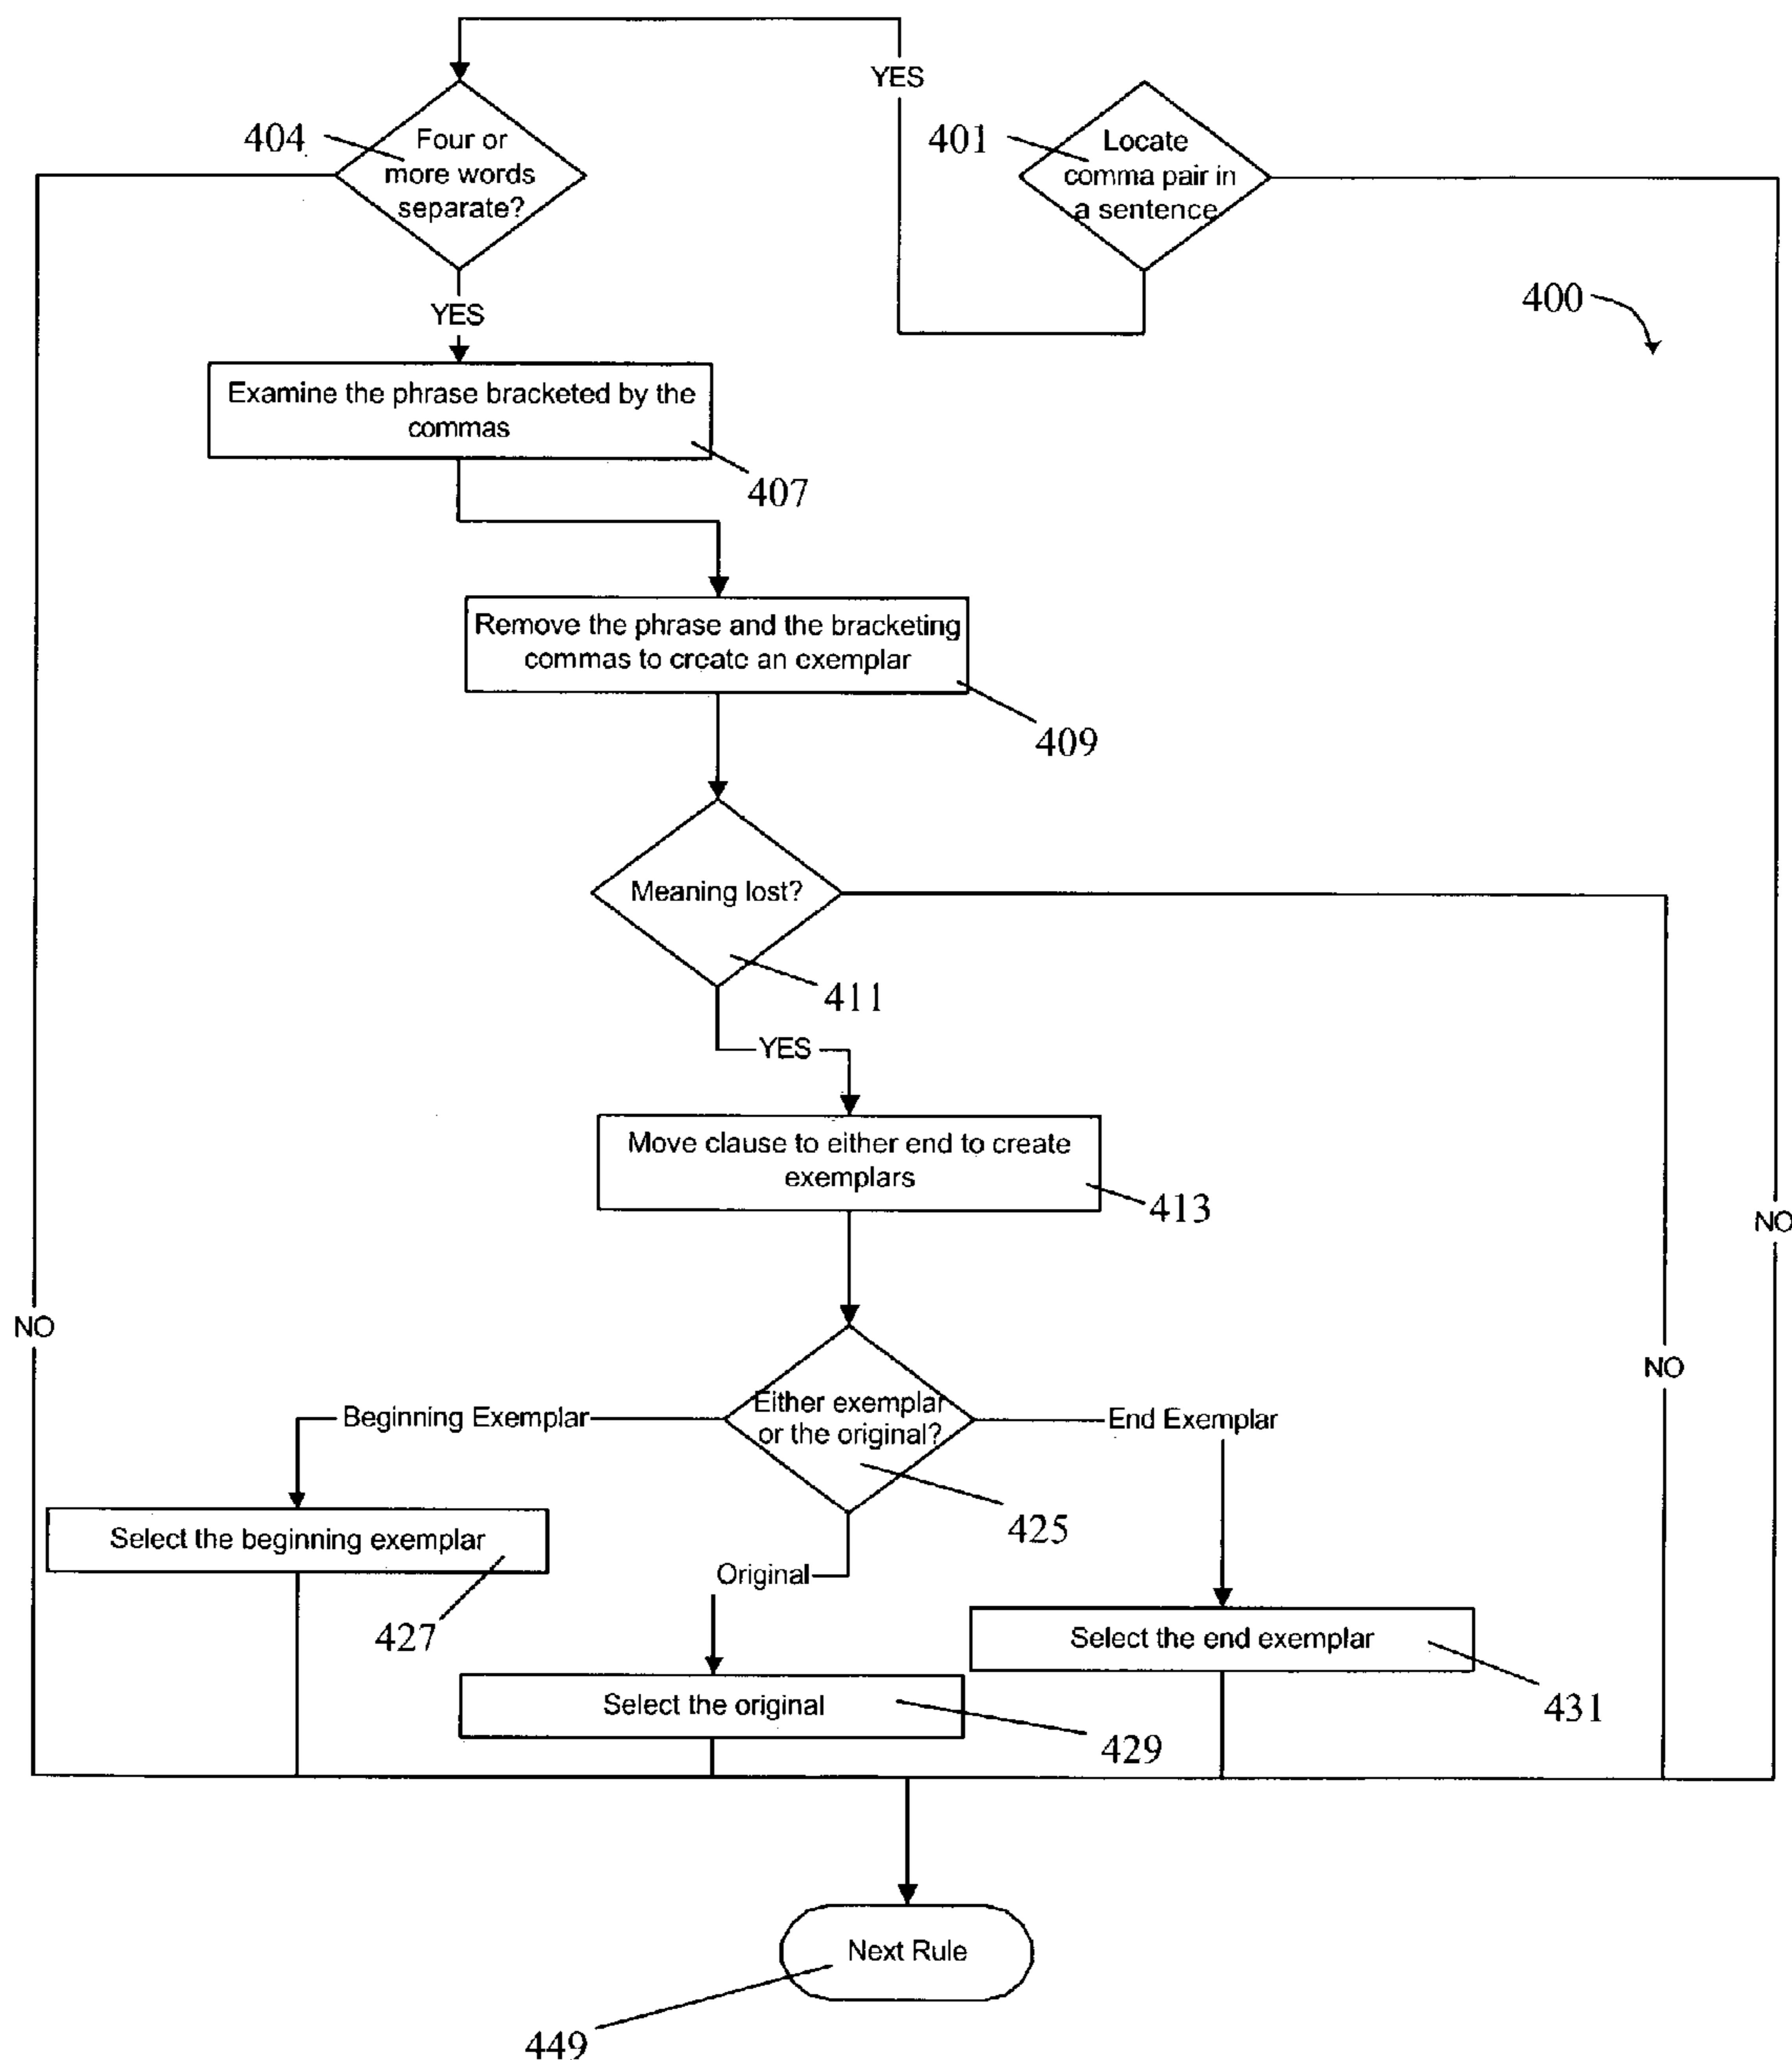 YES
404
Four or
more words
separate?
401
Locate
comma pair in
a sentence
400
YES
Examine the phrase bracketed by the
commas
407
Remove the phrase and the bracketing
commas to create an exemplar
409
Meaning lost?
411
YES
Move clause to either end to create
exemplars
413
NO
NO
NO
Either exemplar
or the original?
Beginning Exemplar
End Exemplar
425
Select the beginning exemplar
427
Original
Select the end exemplar
431
Select the original
429
Next Rule
449